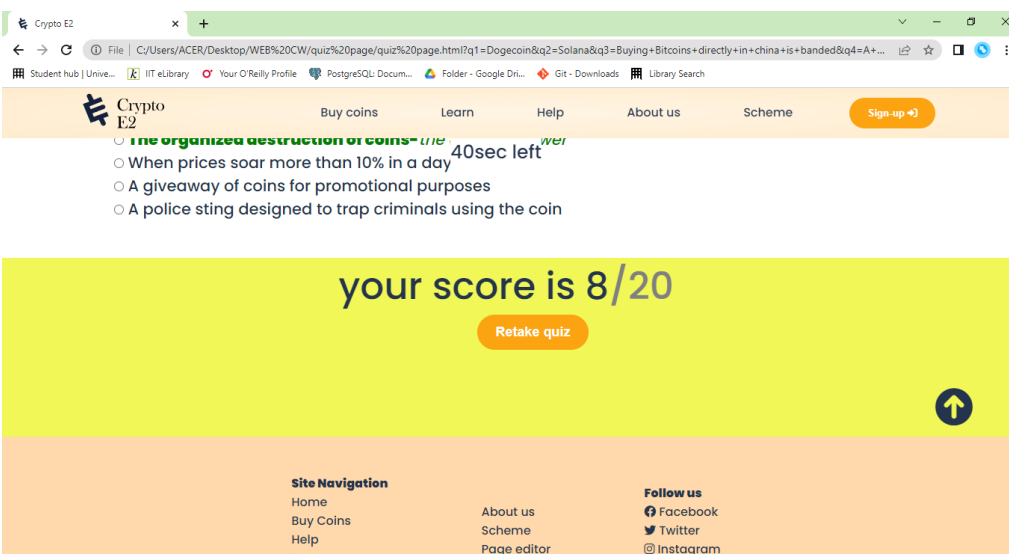 Crypto E2
File | C:/Users/ACER/Desktop/WEB%20CW/quiz%20page/quiz%20page.html?q1=Dogecoin&q2=Solana&q3=Buying+Bitcoins+directly+in+china+is+banded&q4=A+...
Student hub | Unive... IIT eLibrary Your O'Reilly Profile PostgreSQL: Docum... Folder - Google Dri... Git - Downloads Library Search
Crypto
E2
Buy coins Learn Help About us Scheme Sign-up
The organized destruction of coins-the
40sec left
When prices soar more than 10% in a day
A giveaway of coins for promotional purposes
A police sting designed to trap criminals using the coin
your score is 8/20
Retake quiz
Site Navigation
Home
Buy Coins
Help
About us
Scheme
Page editor
Follow us
Facebook
Twitter
Instagram